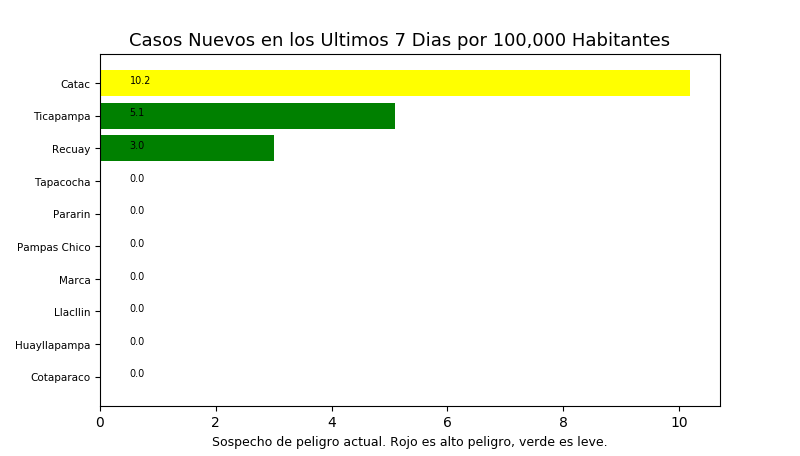 Casos Nuevos en los Ultimos 7 Dias por 100,000 Habitantes
Catac 10.2
Ticapampa 5.1
Recuay 3.0
Tapacocha 0.0
Pararin 0.0
Pampas Chico 0.0
Marca 0.0
Llacllin 0.0
Huayllapampa 0.0
Cotaparaco 0.0
0 2 4 6 8 10
Sospecho de peligro actual. Rojo es alto peligro, verde es leve.